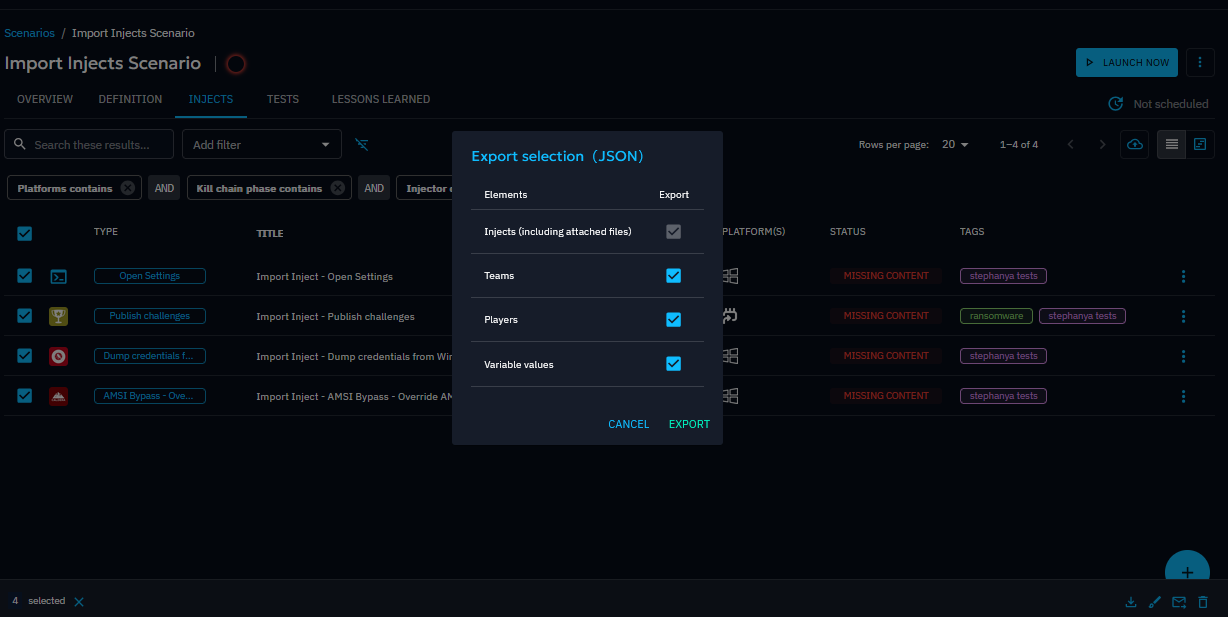 Scenarios / Import Injects Scenario
Import Injects Scenario
LAUNCH NOW
OVERVIEW DEFINITION INJECTS TESTS LESSONS LEARNED
Not scheduled
Search these results... Add filter
Rows per page: 20 1–4 of 4
Platforms contains AND Kill chain phase contains AND Injector
TYPE TITLE PLATFORM(S) STATUS TAGS
Open Settings Import Inject - Open Settings MISSING CONTENT stephanya tests
Publish challenges Import Inject - Publish challenges MISSING CONTENT ransomware stephanya tests
Dump credentials f... Import Inject - Dump credentials from Win MISSING CONTENT stephanya tests
AMSI Bypass - Ove... Import Inject - AMSI Bypass - Override AM MISSING CONTENT stephanya tests
Export selection (JSON)
Elements Export
Injects (including attached files)
Teams
Players
Variable values
CANCEL EXPORT
4 selected